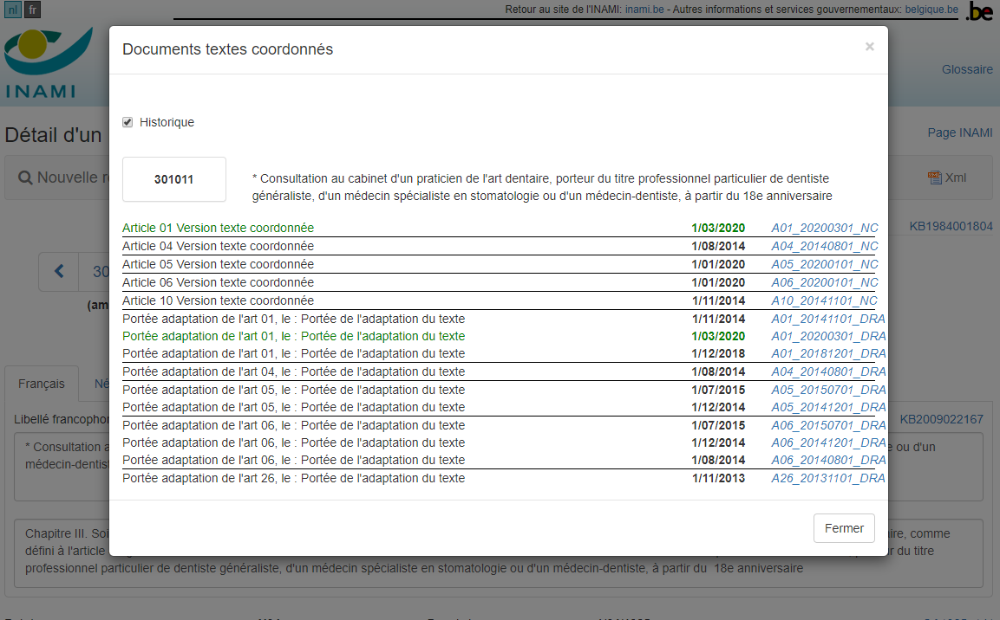 nl fr
Retour au site de l'INAMI: inami.be - Autres informations et services gouvernementaux: belgique.be
.be
INAMI
Glossaire
Documents textes coordonnés ×
Historique
Détail d'un
Page INAMI
Nouvelle r
Xml
301011
* Consultation au cabinet d'un praticien de l'art dentaire, porteur du titre professionnel particulier de dentiste
généraliste, d'un médecin spécialiste en stomatologie ou d'un médecin-dentiste, à partir du 18e anniversaire
KB1984001804
Article 01 Version texte coordonnée 1/03/2020 A01_20200301_NC
Article 04 Version texte coordonnée 1/08/2014 A04_20140801_NC
Article 05 Version texte coordonnée 1/01/2020 A05_20200101_NC
Article 06 Version texte coordonnée 1/01/2020 A06_20200101_NC
Article 10 Version texte coordonnée 1/11/2014 A10_20141101_NC
Portée adaptation de l'art 01, le : Portée de l'adaptation du texte 1/11/2014 A01_20141101_DRA
Portée adaptation de l'art 01, le : Portée de l'adaptation du texte 1/03/2020 A01_20200301_DRA
Portée adaptation de l'art 01, le : Portée de l'adaptation du texte 1/12/2018 A01_20181201_DRA
Portée adaptation de l'art 04, le : Portée de l'adaptation du texte 1/08/2014 A04_20140801_DRA
Portée adaptation de l'art 05, le : Portée de l'adaptation du texte 1/07/2015 A05_20150701_DRA
Portée adaptation de l'art 05, le : Portée de l'adaptation du texte 1/12/2014 A05_20141201_DRA
Portée adaptation de l'art 06, le : Portée de l'adaptation du texte 1/07/2015 A06_20150701_DRA
Portée adaptation de l'art 06, le : Portée de l'adaptation du texte 1/12/2014 A06_20141201_DRA
Portée adaptation de l'art 06, le : Portée de l'adaptation du texte 1/08/2014 A06_20140801_DRA
Portée adaptation de l'art 26, le : Portée de l'adaptation du texte 1/11/2013 A26_20131101_DRA
Fermer
30
(am
Français Né
Libellé francophor
KB2009022167
* Consultation a
e ou d'un
médecin-dentist
Chapitre III. Soi
ire, comme
défini à l'article
r du titre
professionnel particulier de dentiste généraliste, d'un médecin spécialiste en stomatologie ou d'un médecin-dentiste, à partir du 18e anniversaire